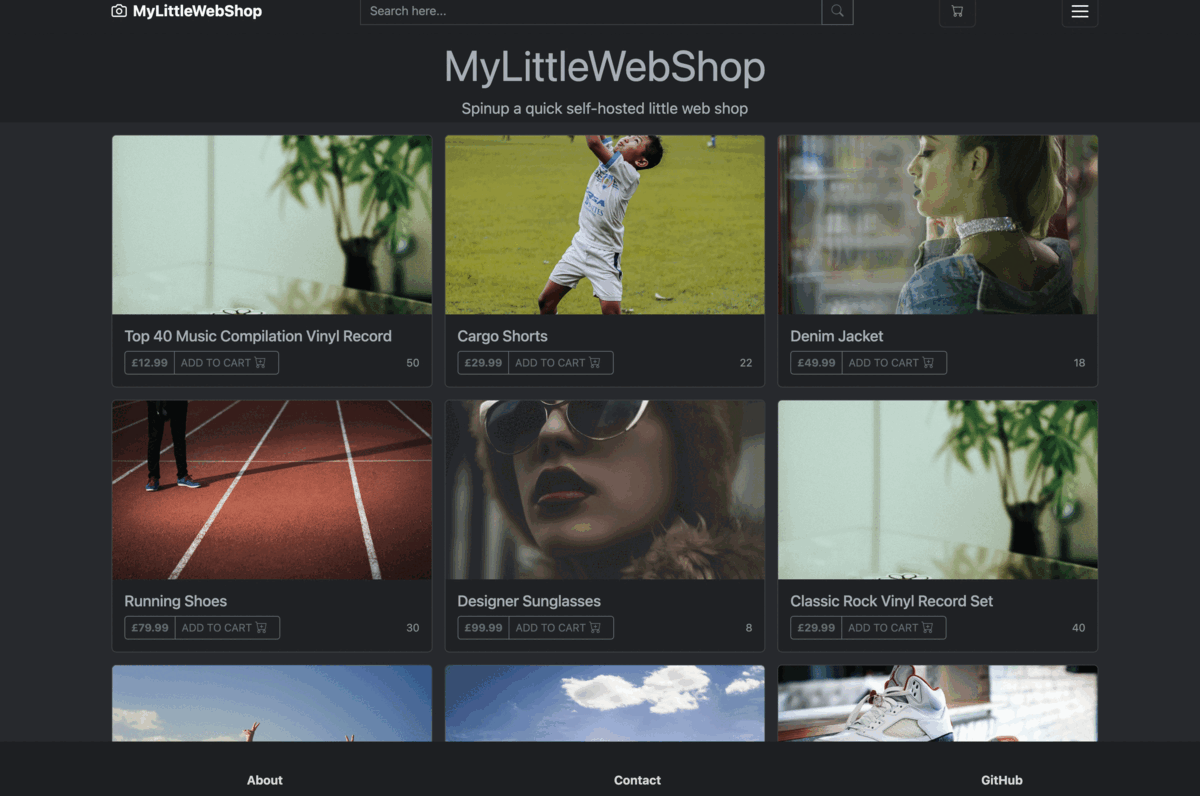 MyLittleWebShop
Search here...
MyLittleWebShop
Spinup a quick self-hosted little web shop
Top 40 Music Compilation Vinyl Record
£12.99 ADD TO CART 50
Cargo Shorts
£29.99 ADD TO CART 22
Denim Jacket
£49.99 ADD TO CART 18
Running Shoes
£79.99 ADD TO CART 30
Designer Sunglasses
£99.99 ADD TO CART 8
Classic Rock Vinyl Record Set
£29.99 ADD TO CART 40
About
Contact
GitHub